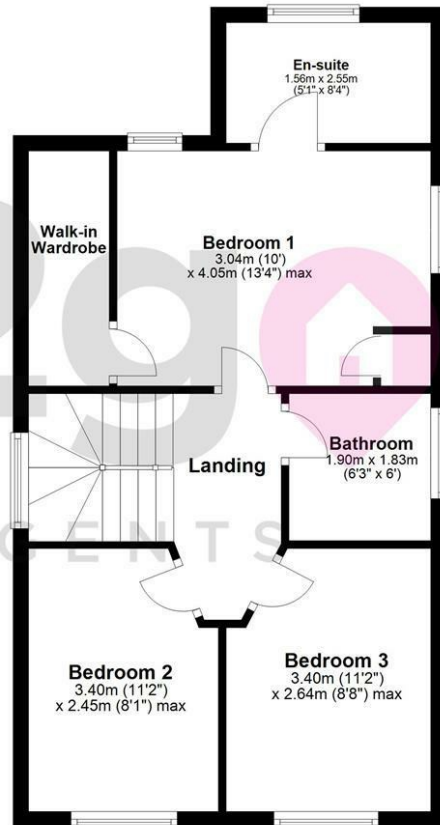 En-suite
1.56m x 2.55m
(5'1" x 8'4")
Walk-in
Wardrobe
Bedroom 1
3.04m (10')
x 4.05m (13'4") max
Bathroom
1.90m x 1.83m
(6'3" x 6')
Landing
Bedroom 2
3.40m (11'2")
x 2.45m (8'1") max
Bedroom 3
3.40m (11'2")
x 2.64m (8'8") max
2go
GENTS